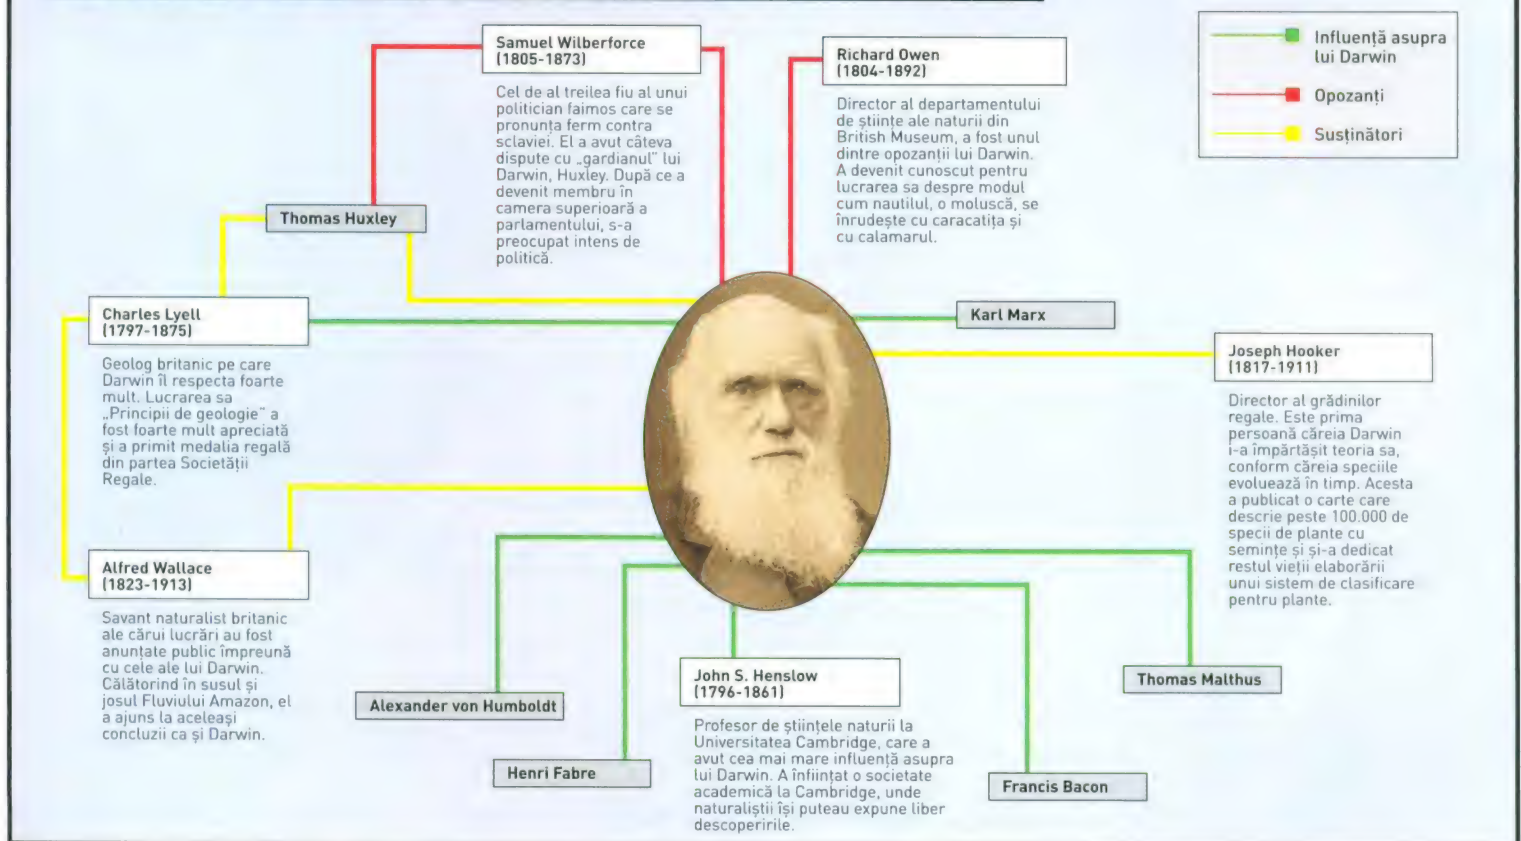 Samuel Wilberforce
(1805-1873)
Cel de al treilea fiu al unui
politician faimos care se
pronunța ferm contra
sclaviei. El a avut câteva
dispute cu „gardianul” lui
Darwin, Huxley. După ce a
devenit membru în
camera superioară a
parlamentului, s-a
preocupat intens de
politică.
Richard Owen
(1804-1892)
Director al departamentului
de științe ale naturii din
British Museum, a fost unul
dintre opozanții lui Darwin.
A devenit cunoscut pentru
lucrarea sa despre modul
cum nautilul, o moluscă, se
înrudește cu caracatița și
cu calamarul.
Influență asupra
lui Darwin
Opozanți
Susținători
Thomas Huxley
Charles Lyell
(1797-1875)
Geolog britanic pe care
Darwin îl respecta foarte
mult. Lucrarea sa
„Principii de geologie” a
fost foarte mult apreciată
și a primit medalia regală
din partea Societății
Regale.
Karl Marx
Joseph Hooker
(1817-1911)
Director al grădinilor
regale. Este prima
persoană căreia Darwin
i-a împărtășit teoria sa,
conform căreia speciile
evoluează în timp. Acesta
a publicat o carte care
descrie peste 100.000 de
specii de plante cu
semințe și și-a dedicat
restul vieții elaborării
unui sistem de clasificare
pentru plante.
Alfred Wallace
(1823-1913)
Savant naturalist britanic
ale cărui lucrări au fost
anunțate public împreună
cu cele ale lui Darwin.
Călătorind în susul și
josul Fluviului Amazon, el
a ajuns la aceleași
concluzii ca și Darwin.
Alexander von Humboldt
Henri Fabre
John S. Henslow
(1796-1861)
Profesor de științele naturii la
Universitatea Cambridge, care a
avut cea mai mare influență asupra
lui Darwin. A înființat o societate
academică la Cambridge, unde
naturaliștii își puteau expune liber
descoperirile.
Francis Bacon
Thomas Malthus